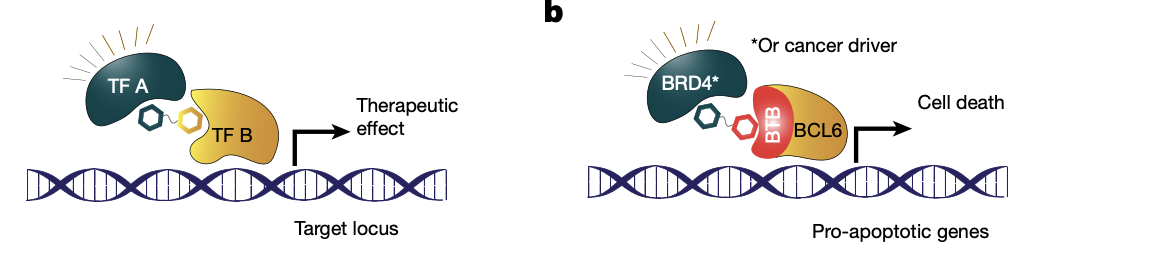 TF A
TF B
Therapeutic
effect
Target locus
b
*Or cancer driver
BRD4*
BTB
BCL6
Cell death
Pro-apoptotic genes